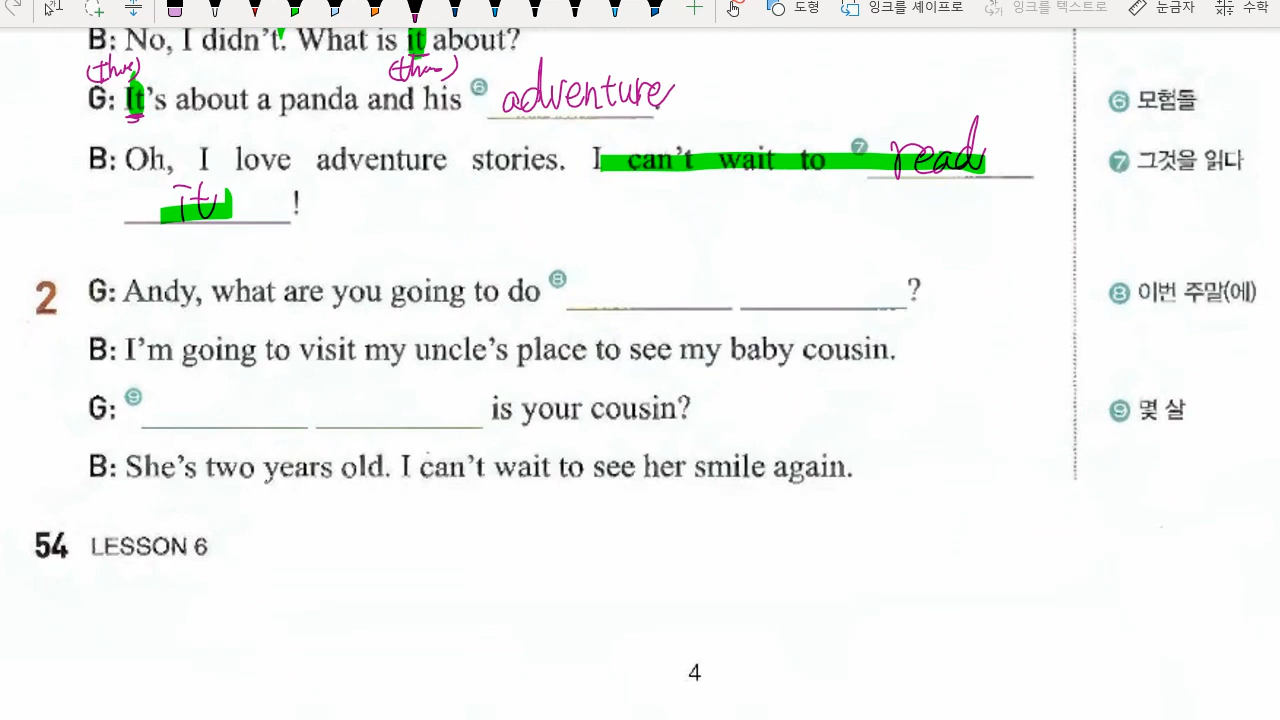 도형 잉크를 셰이프로 잉크를 텍스트로 눈금자 수학
B: No, I didn't. What is it about?
G: It's about a panda and his ⑥ adventure
⑥ 모험들
B: Oh, I love adventure stories. I can't wait to ⑦ read
⑦ 그것을 읽다
it !
2 G: Andy, what are you going to do ⑧ ?
⑧ 이번 주말(에)
B: I'm going to visit my uncle's place to see my baby cousin.
G: ⑨ is your cousin?
⑨ 몇 살
B: She's two years old. I can't wait to see her smile again.
54 LESSON 6
4